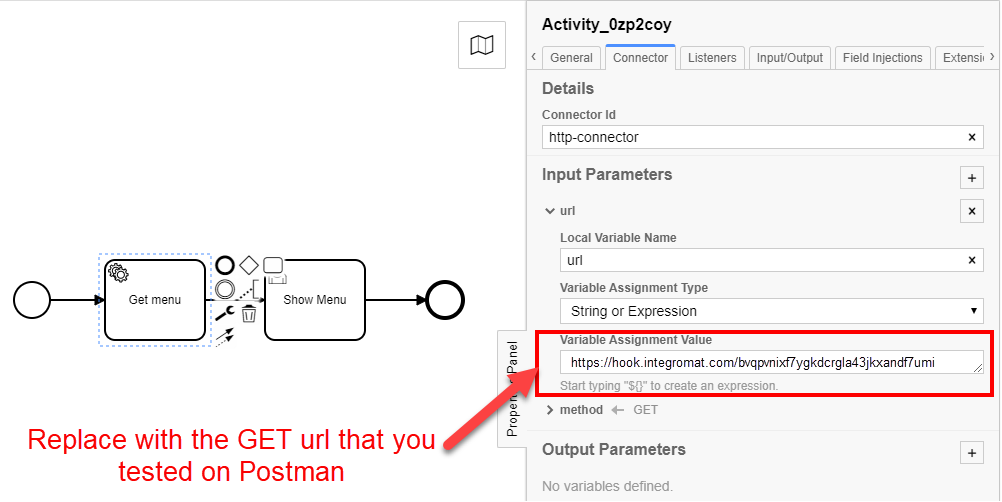 Activity_0zp2coy
General
Connector
Listeners
Input/Output
Field Injections
Extensi
Details
Connector Id
http-connector
Input Parameters
url
Local Variable Name
url
Variable Assignment Type
String or Expression
Variable Assignment Value
https://hook.integromat.com/bvqpvnixf7ygkdcrgla43jkxandf7umi
Start typing "${}" to create an expression.
method
GET
Output Parameters
No variables defined.
Get menu
Show Menu
Replace with the GET url that you
tested on Postman